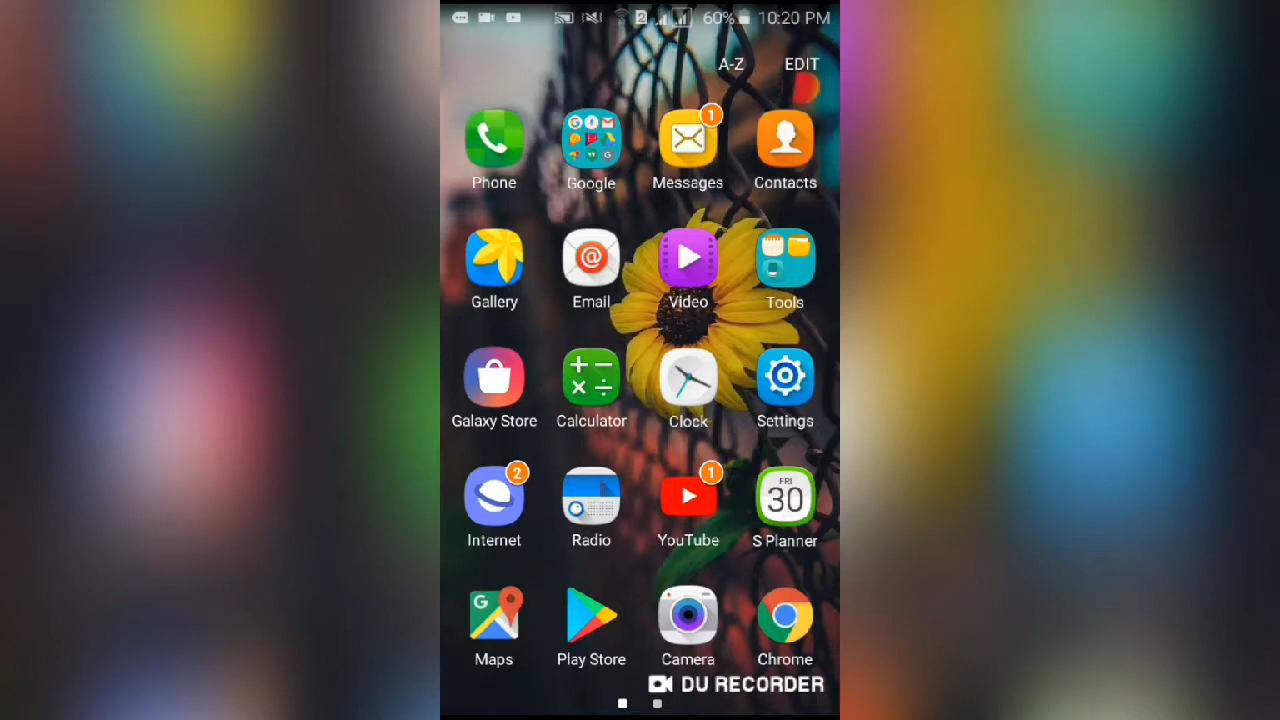 2 60% 10:20 PM
A-Z EDIT
1
Phone Google Messages Contacts
Gallery Email Video Tools
Galaxy Store Calculator Clock Settings
2 1 FRI
30
Internet Radio YouTube S Planner
G
Maps Play Store Camera Chrome
DU RECORDER